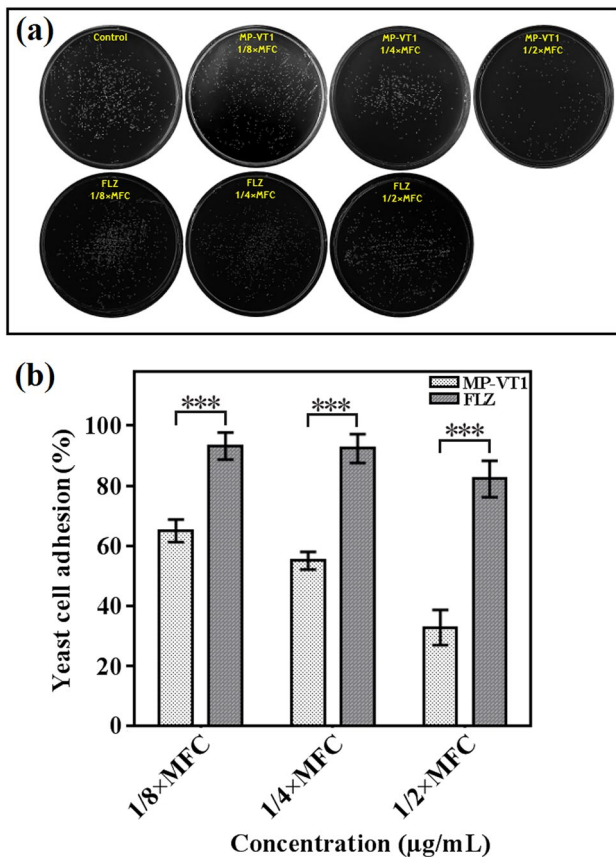 (a)
Control
MP-VT1
1/8×MFC
MP-VT1
1/4×MFC
MP-VT1
1/2×MFC
FLZ
1/8×MFC
FLZ
1/4×MFC
FLZ
1/2×MFC
(b)
MP-VT1
FLZ
***
***
***
100
80
60
40
20
0
Yeast cell adhesion (%)
1/8×MFC
1/4×MFC
1/2×MFC
Concentration (µg/mL)